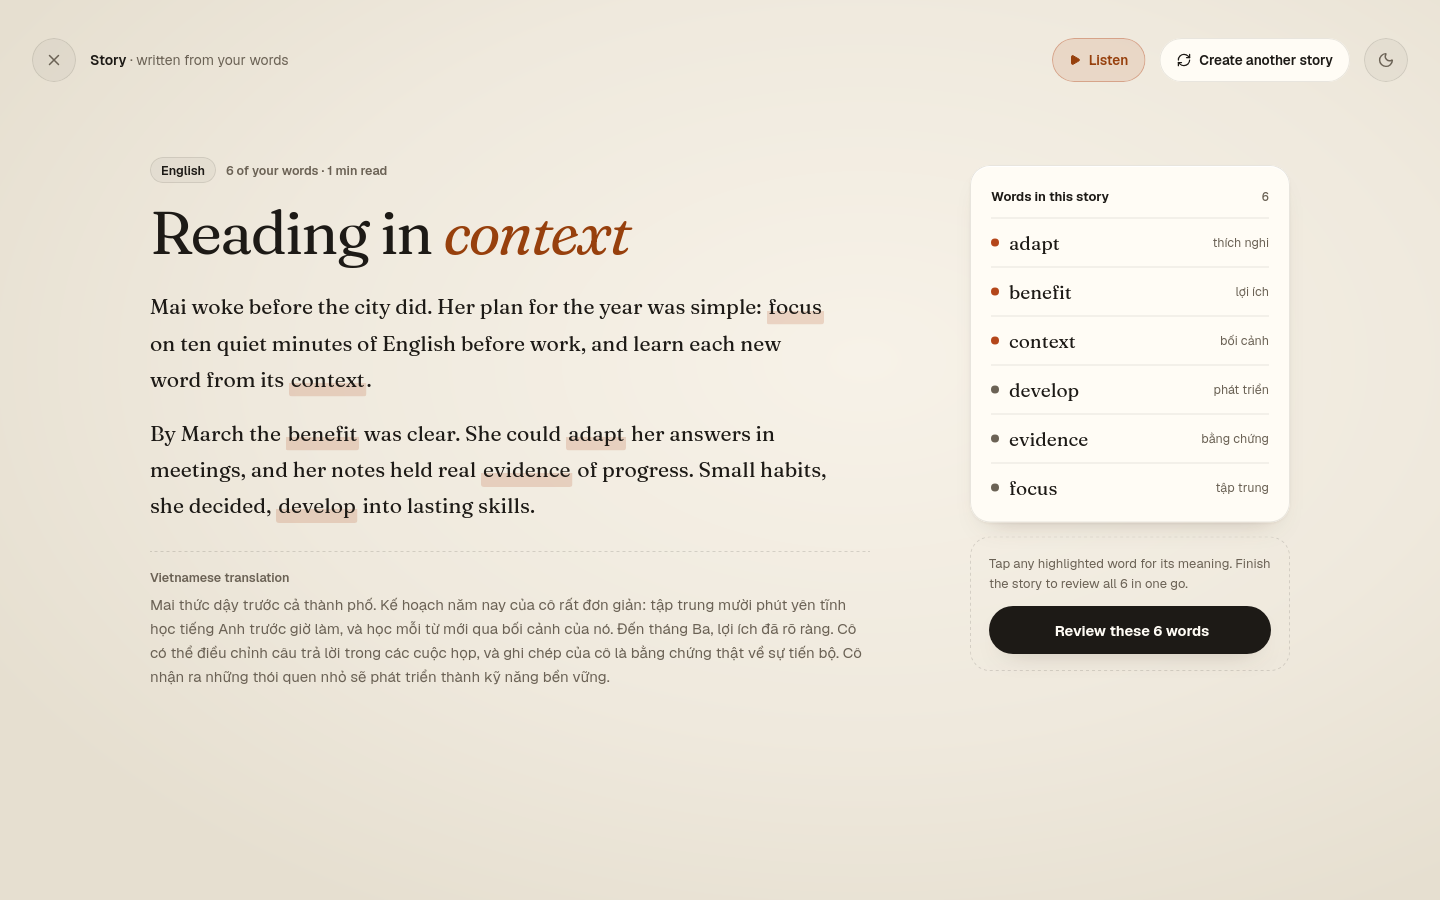 Story · written from your words
Listen
Create another story
English
6 of your words · 1 min read
Reading in context
Mai woke before the city did. Her plan for the year was simple: focus
on ten quiet minutes of English before work, and learn each new
word from its context.
By March the benefit was clear. She could adapt her answers in
meetings, and her notes held real evidence of progress. Small habits,
she decided, develop into lasting skills.
Vietnamese translation
Mai thức dậy trước cả thành phố. Kế hoạch năm nay của cô rất đơn giản: tập trung mười phút yên tĩnh
học tiếng Anh trước giờ làm, và học mỗi từ mới qua bối cảnh của nó. Đến tháng Ba, lợi ích đã rõ ràng. Cô
có thể điều chỉnh câu trả lời trong các cuộc họp, và ghi chép của cô là bằng chứng thật về sự tiến bộ. Cô
nhận ra những thói quen nhỏ sẽ phát triển thành kỹ năng bền vững.
Words in this story 6
adapt thích nghi
benefit lợi ích
context bối cảnh
develop phát triển
evidence bằng chứng
focus tập trung
Tap any highlighted word for its meaning. Finish
the story to review all 6 in one go.
Review these 6 words